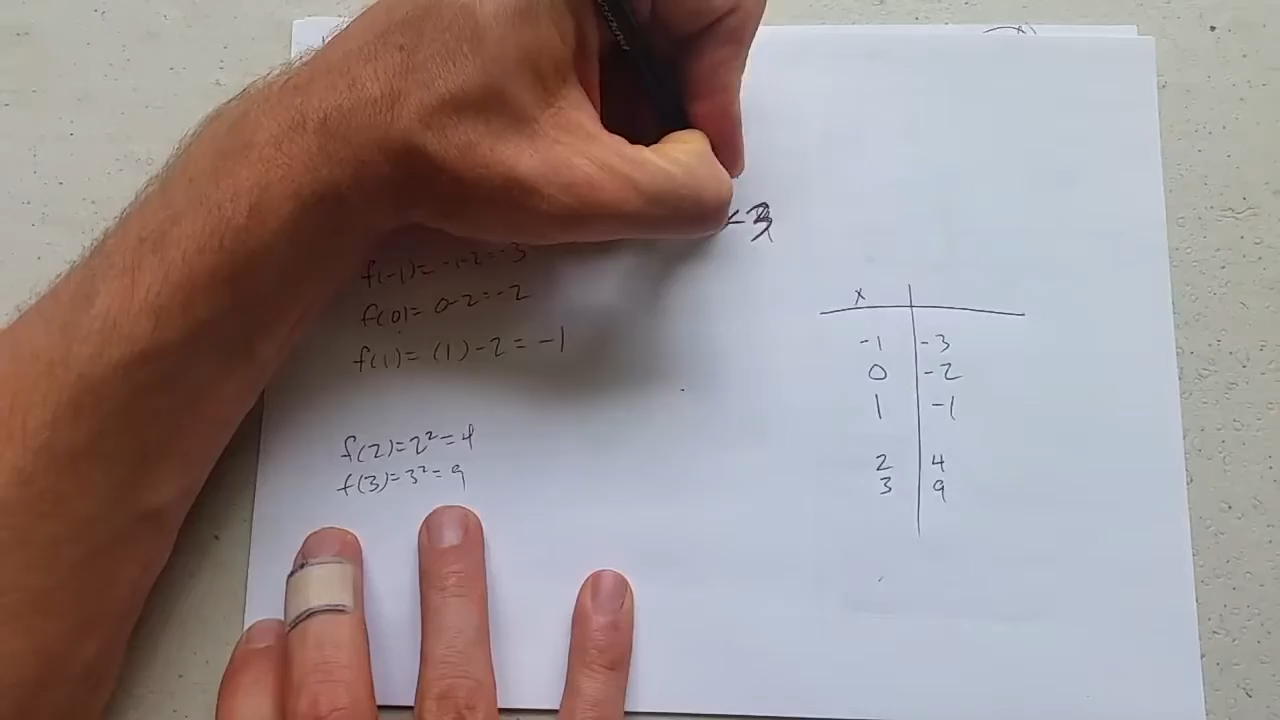 < 3
f(-1) = -1-2 = -3
f(0) = 0-2 = -2
f(1) = (1) - 2 = -1
f(2) = 2² = 4
f(3) = 3² = 9
x
-1 -3
0 -2
1 -1
2 4
3 9